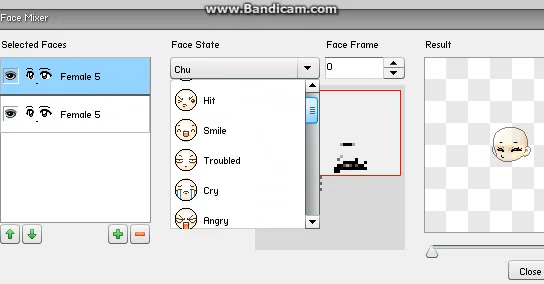 www.Bandicam.com
Face Mixer
Selected Faces
Face State
Face Frame
Result
Female 5
Female 5
Chu
0
Hit
Smile
Troubled
Cry
Angry
Close